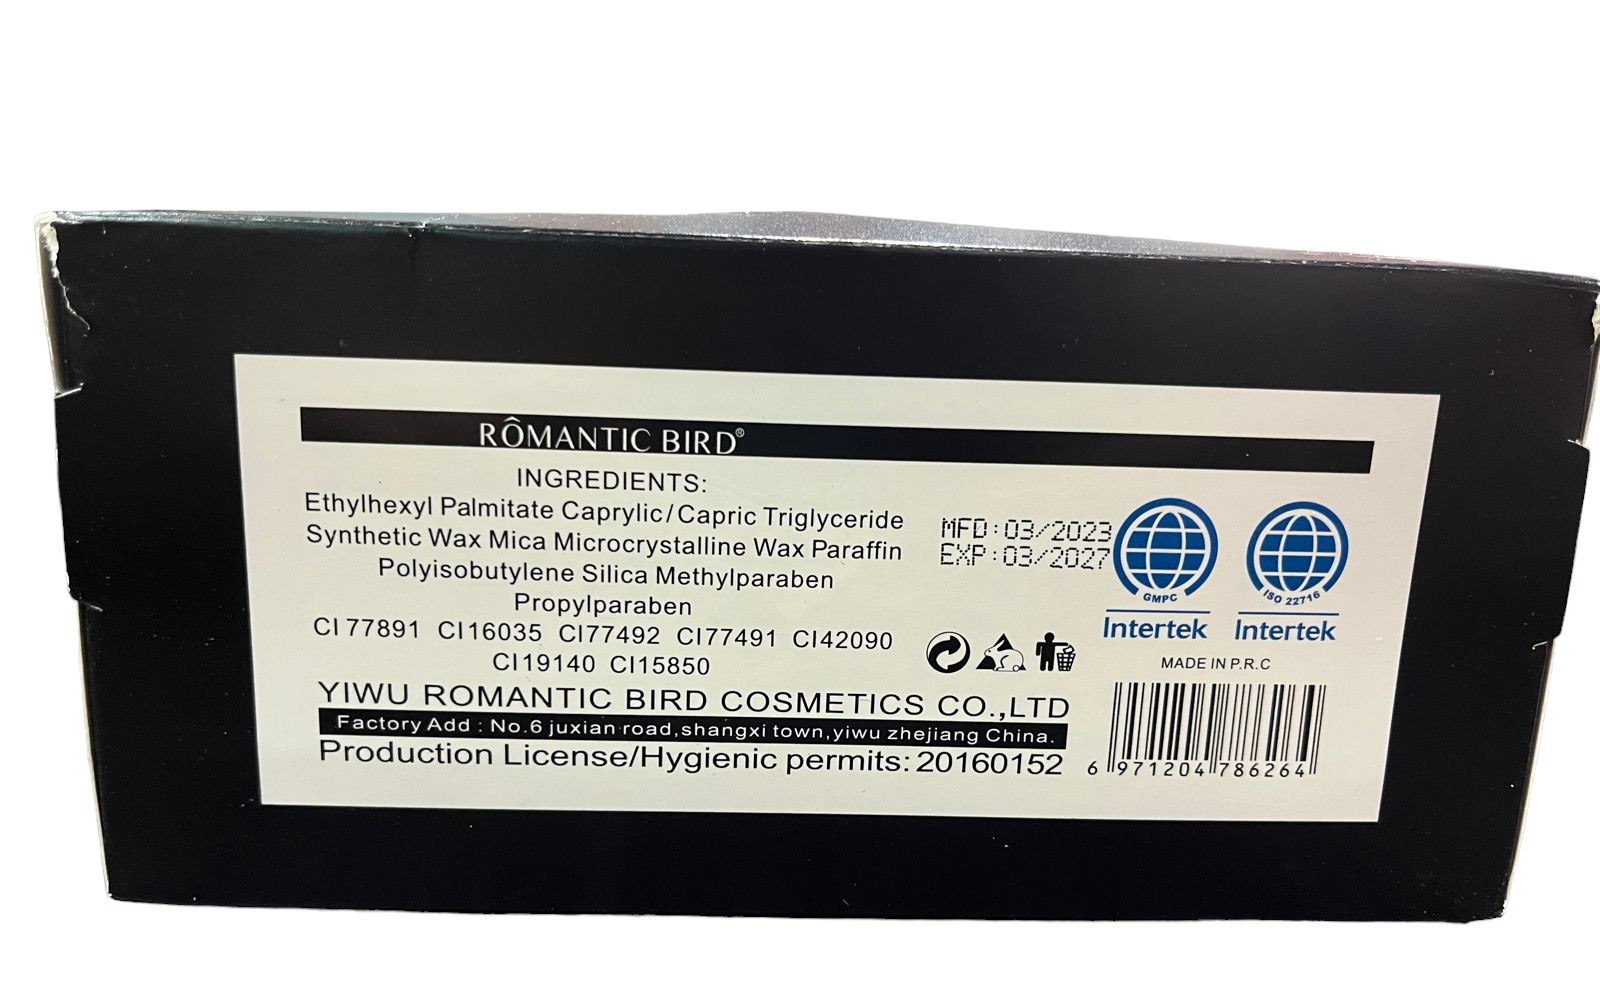 RÔMANTIC BIRD®
INGREDIENTS:
Ethylhexyl Palmitate Caprylic/Capric Triglyceride
Synthetic Wax Mica Microcrystalline Wax Paraffin
Polyisobutylene Silica Methylparaben
Propylparaben
CI77891 CI16035 CI77492 CI77491 CI42090
CI19140 CI15850
YIWU ROMANTIC BIRD COSMETICS CO.,LTD
Factory Add : No.6 juxian road,shangxi town,yiwu zhejiang China.
Production License/Hygienic permits: 20160152
MFD:03/2023
EXP:03/2027
GMPC
Intertek
ISO 22716
Intertek
MADE IN P.R.C
6 971204 786264